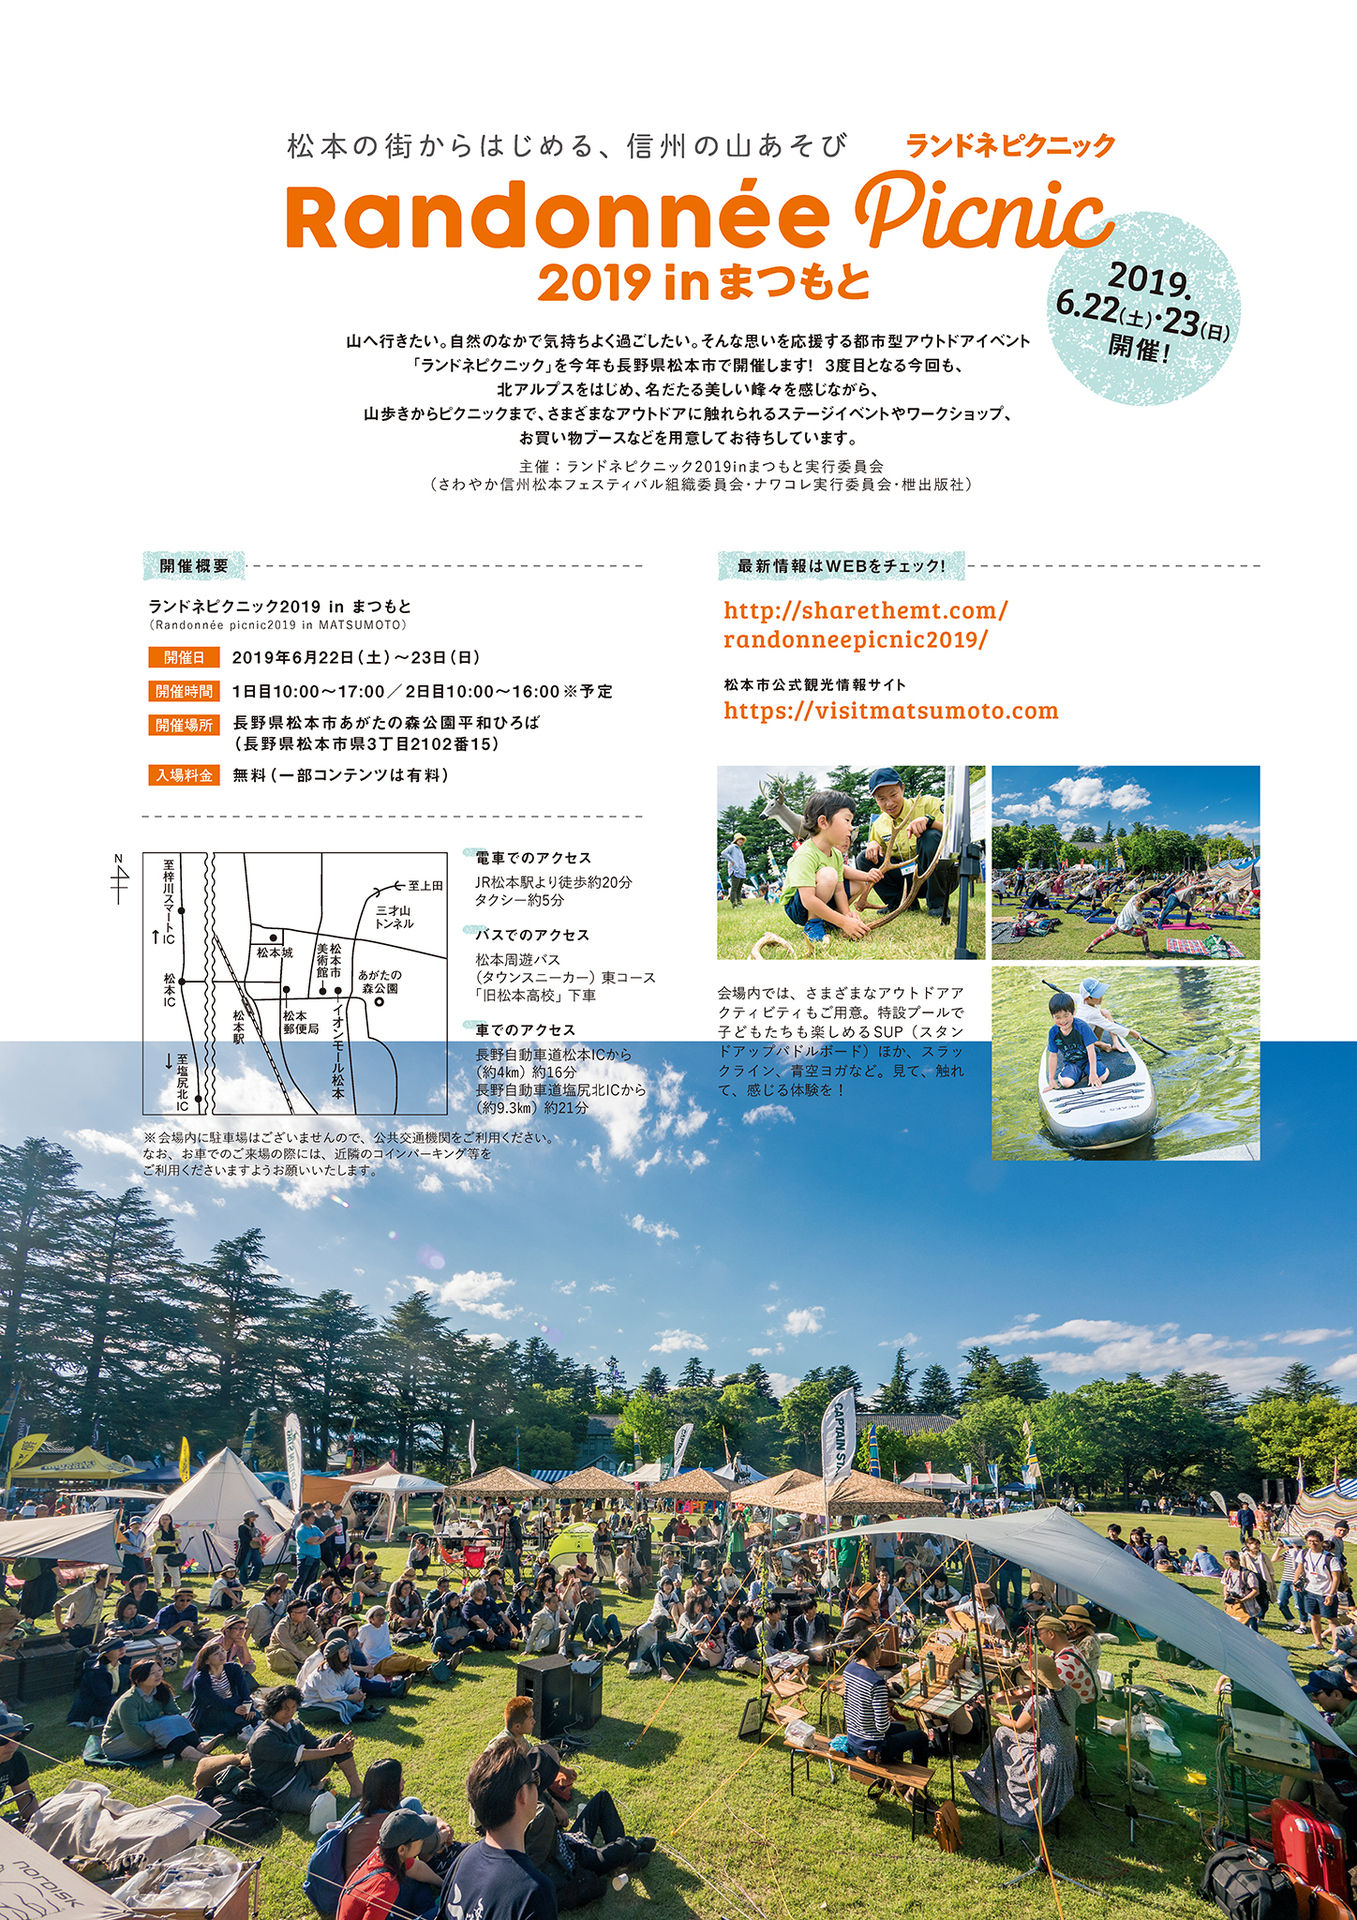 松本の街からはじめる、信州の山あそび
ランドネピクニック
Randonnée Picnic
2019 in まつもと
2019.
6.22(土)・23(日)
開催!
山へ行きたい。自然のなかで気持ちよく過ごしたい。そんな思いを応援する都市型アウトドアイベント
「ランドネピクニック」を今年も長野県松本市で開催します! 3度目となる今回も、
北アルプスをはじめ、名だたる美しい峰々を感じながら、
山歩きからピクニックまで、さまざまなアウトドアに触れられるステージイベントやワークショップ、
お買い物ブースなどを用意してお待ちしています。
主催:ランドネピクニック2019inまつもと実行委員会
(さわやか信州松本フェスティバル組織委員会・ナワコレ実行委員会・枻出版社)
開催概要
ランドネピクニック2019 in まつもと
(Randonnée picnic2019 in MATSUMOTO)
開催日 2019年6月22日(土)〜23日(日)
開催時間 1日目10:00〜17:00/2日目10:00〜16:00※予定
開催場所 長野県松本市あがたの森公園平和ひろば
(長野県松本市県3丁目2102番15)
入場料金 無料(一部コンテンツは有料)
最新情報はWEBをチェック!
http://sharethemt.com/
randonneepicnic2019/
松本市公式観光情報サイト
https://visitmatsumoto.com
N
至梓川スマートIC
↑
松本IC
↓
至塩尻北IC
松本駅
松本城
松本
郵便局
松本市
美術館
イオンモール松本
あがたの
森公園
三才山
トンネル
←至上田
電車でのアクセス
JR松本駅より徒歩約20分
タクシー約5分
バスでのアクセス
松本周遊バス
(タウンスニーカー) 東コース
「旧松本高校」下車
車でのアクセス
長野自動車道松本ICから
(約4km) 約16分
長野自動車道塩尻北ICから
(約9.3km) 約21分
※会場内に駐車場はございませんので、公共交通機関をご利用ください。
なお、お車でのご来場の際には、近隣のコインパーキング等を
ご利用くださいますようお願いいたします。
会場内では、さまざまなアウトドアア
クティビティもご用意。特設プールで
子どもたちも楽しめるSUP(スタン
ドアップパドルボード)ほか、スラッ
クライン、青空ヨガなど。見て、触れ
て、感じる体験を!
CAPTAIN STAG
NORDISK